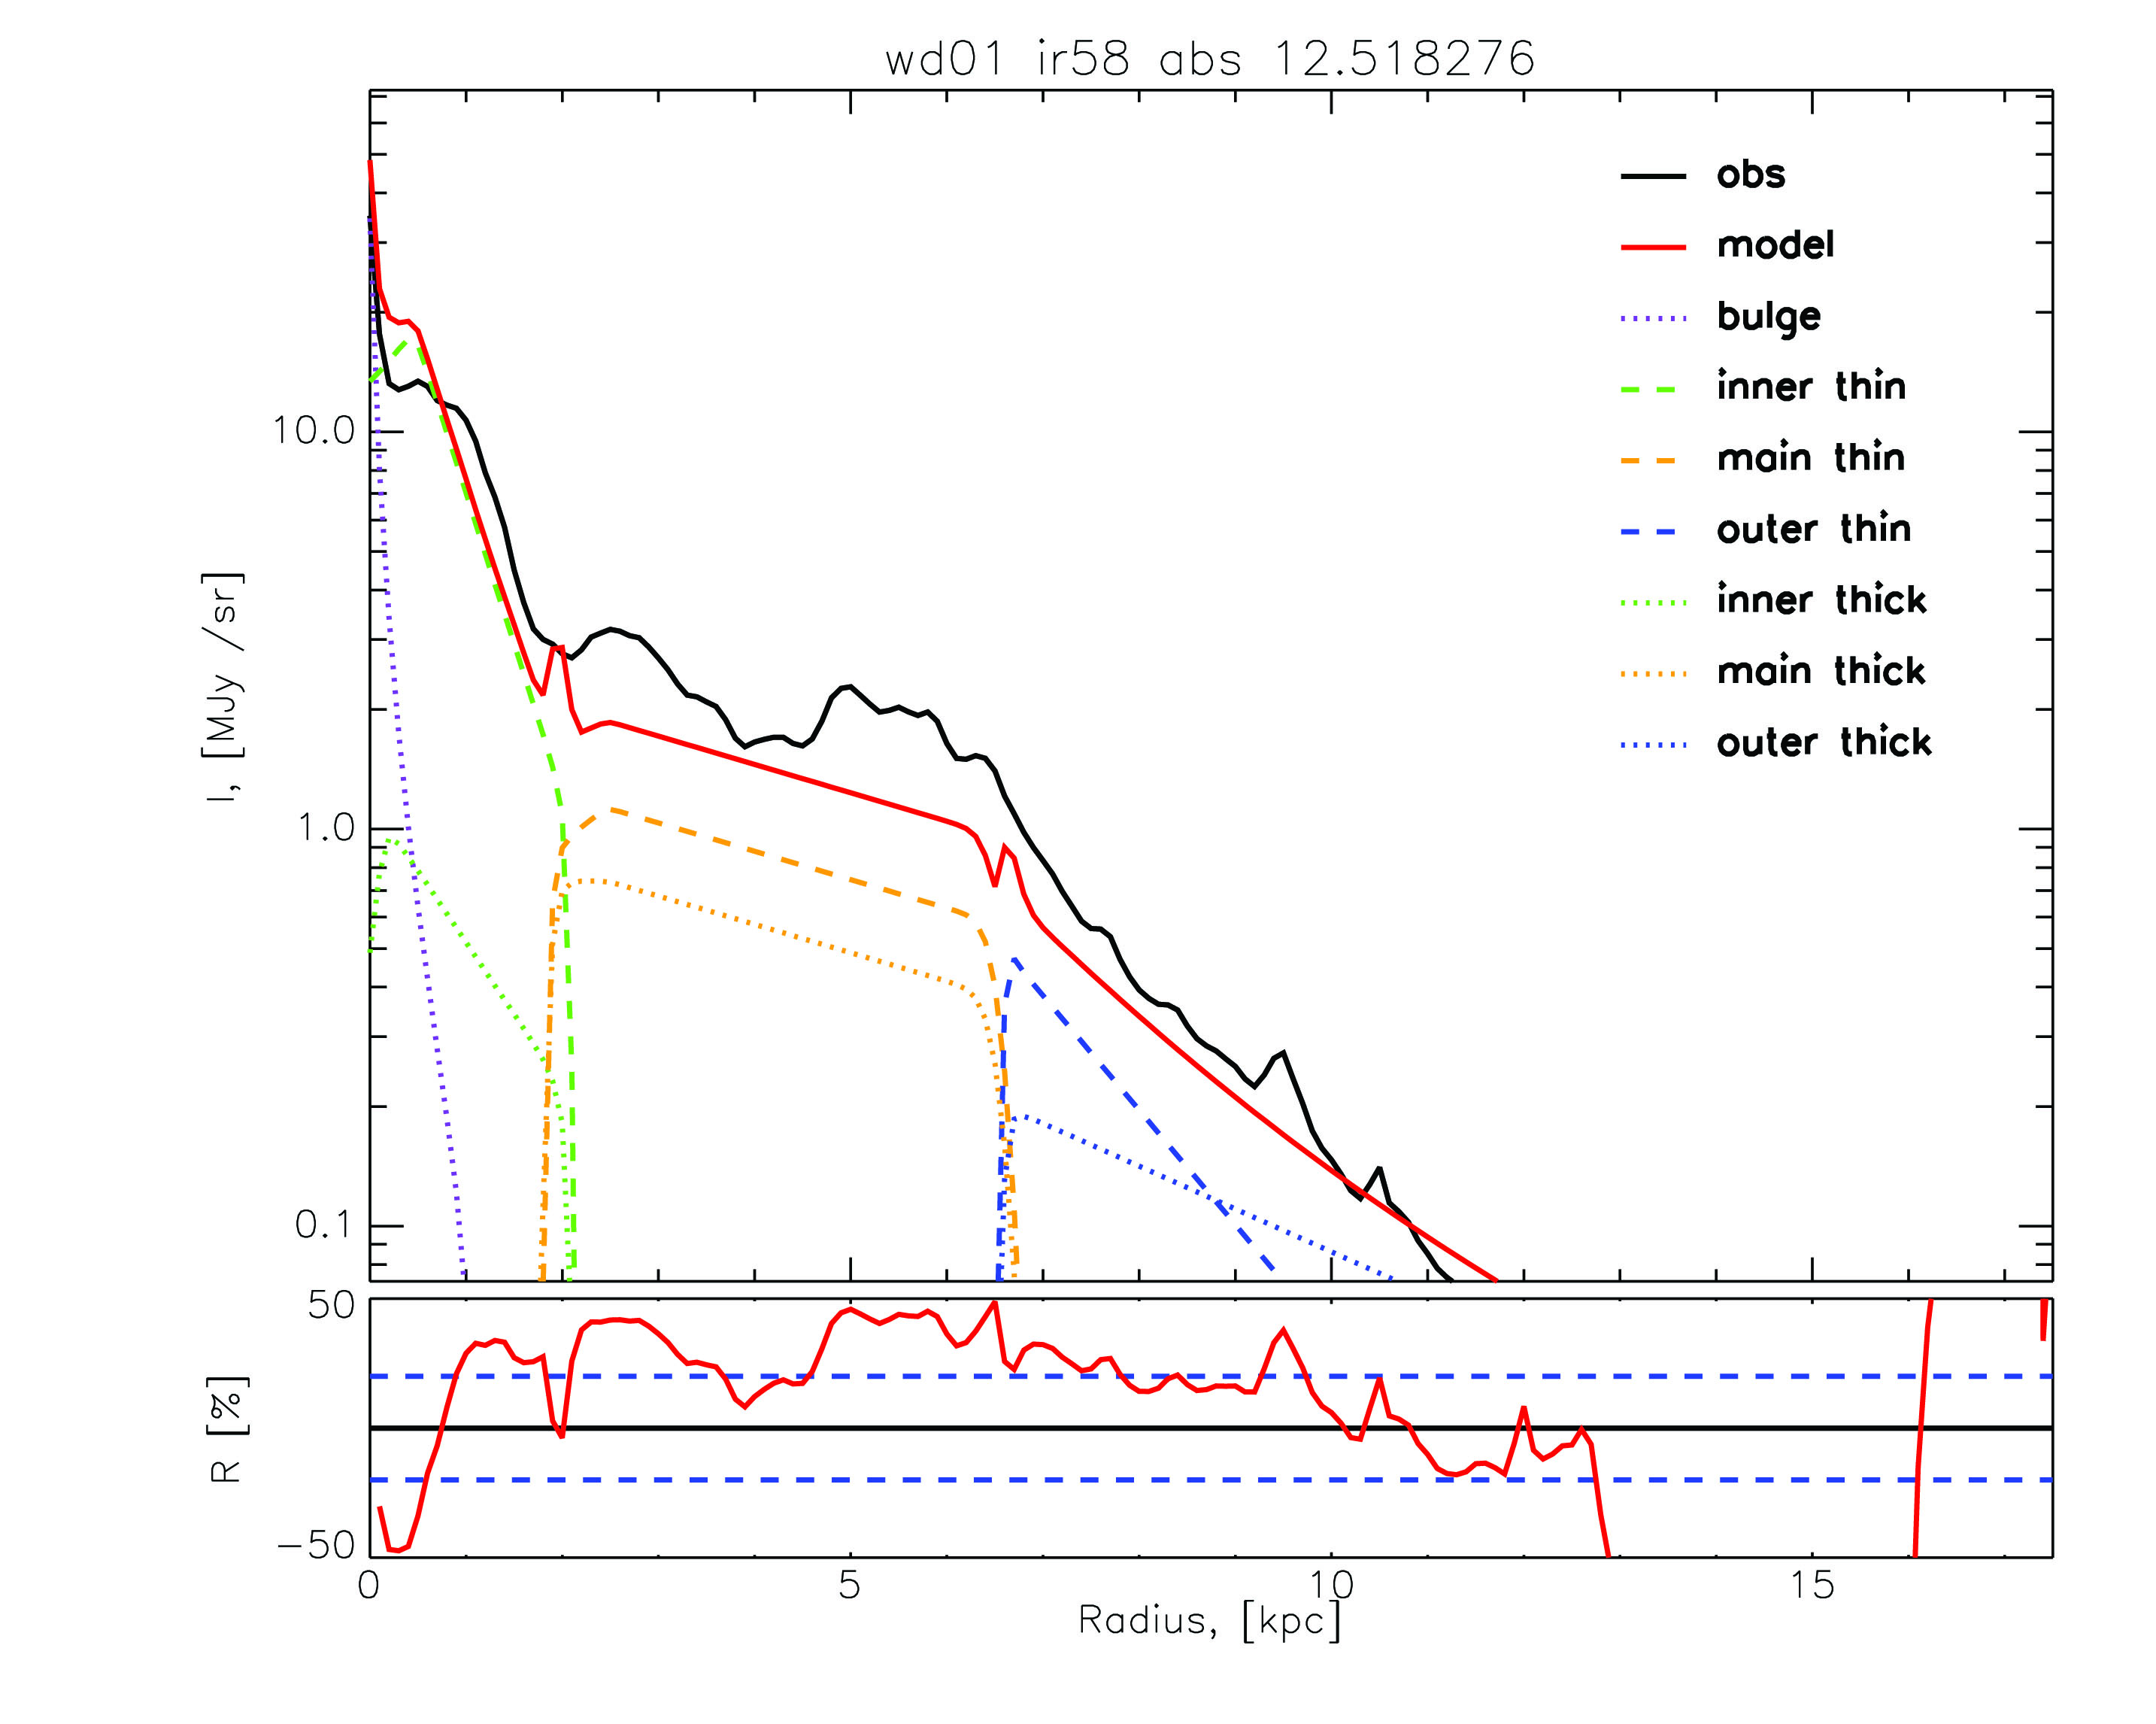 wd01 ir58 abs 12.518276
obs
model
bulge
inner thin
main thin
outer thin
inner thick
main thick
outer thick
10.0
1.0
0.1
I, [MJy /sr]
50
-50
R [%]
0 5 10 15
Radius, [kpc]